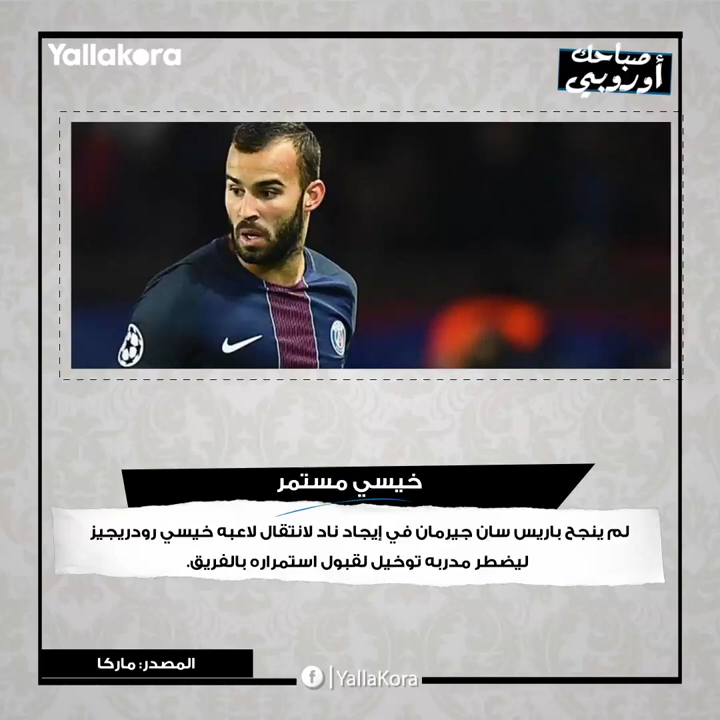 Yallakora
صباحك
أوروبي
خيسي مستمر
لم ينجح باريس سان جيرمان في إيجاد ناد لانتقال لاعبه خيسي رودريجيز
ليضطر مدربه توخيل لقبول استمراره بالفريق.
المصدر: ماركا
f | YallaKora